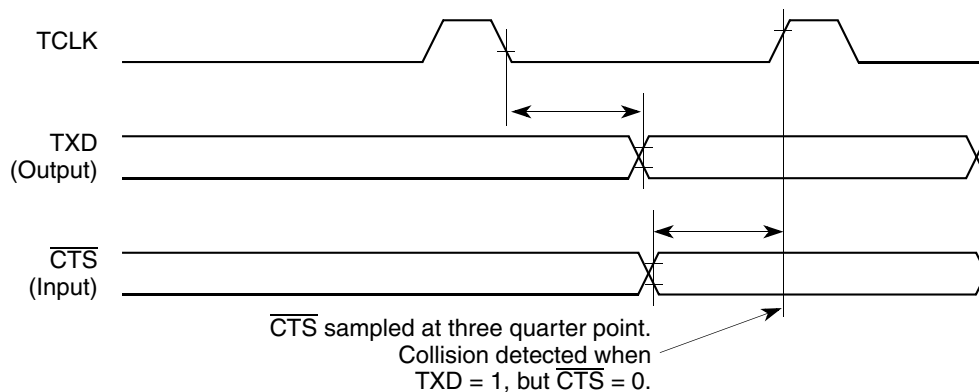 TCLK
TXD
(Output)
CTS
(Input)
CTS sampled at three quarter point.
Collision detected when
TXD = 1, but CTS = 0.